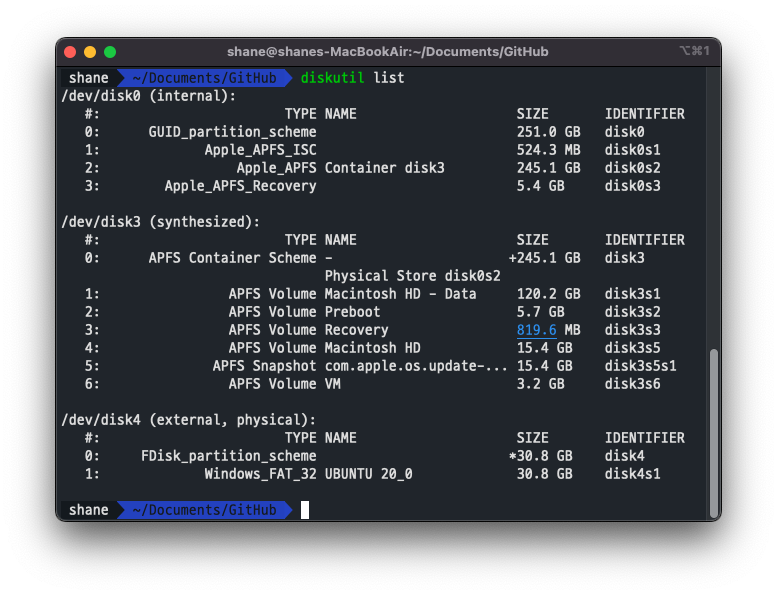 shane@shanes-MacBookAir:~/Documents/GitHub ⌥⌘1
shane ~/Documents/GitHub diskutil list
/dev/disk0 (internal):
#: TYPE NAME SIZE IDENTIFIER
0: GUID_partition_scheme 251.0 GB disk0
1: Apple_APFS_ISC 524.3 MB disk0s1
2: Apple_APFS Container disk3 245.1 GB disk0s2
3: Apple_APFS_Recovery 5.4 GB disk0s3
/dev/disk3 (synthesized):
#: TYPE NAME SIZE IDENTIFIER
0: APFS Container Scheme - +245.1 GB disk3
Physical Store disk0s2
1: APFS Volume Macintosh HD - Data 120.2 GB disk3s1
2: APFS Volume Preboot 5.7 GB disk3s2
3: APFS Volume Recovery 819.6 MB disk3s3
4: APFS Volume Macintosh HD 15.4 GB disk3s5
5: APFS Snapshot com.apple.os.update-... 15.4 GB disk3s5s1
6: APFS Volume VM 3.2 GB disk3s6
/dev/disk4 (external, physical):
#: TYPE NAME SIZE IDENTIFIER
0: FDisk_partition_scheme *30.8 GB disk4
1: Windows_FAT_32 UBUNTU 20_0 30.8 GB disk4s1
shane ~/Documents/GitHub